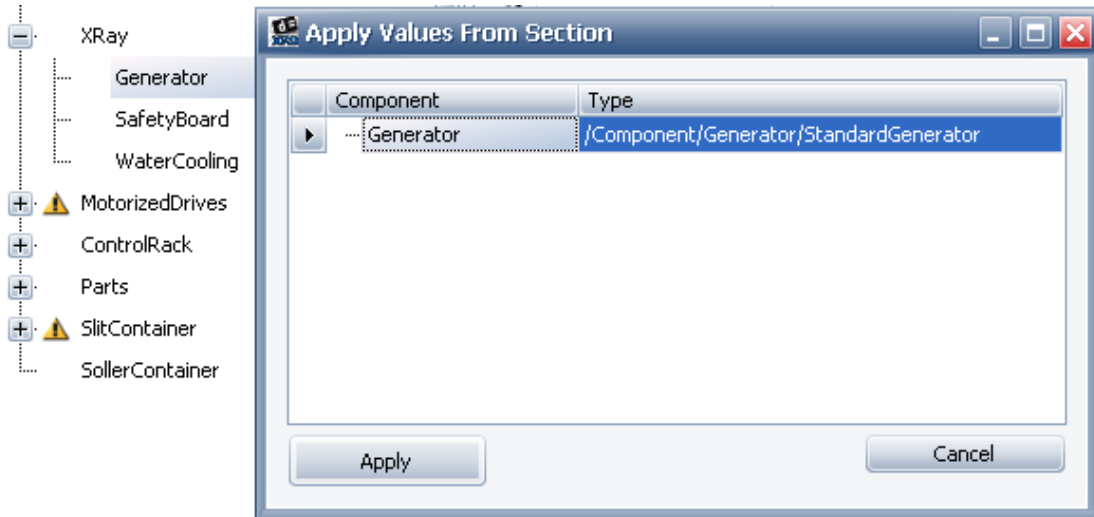 XRay
Generator
SafetyBoard
WaterCooling
MotorizedDrives
ControlRack
Parts
SlitContainer
SollerContainer
Apply Values From Section
Component Type
Generator /Component/Generator/StandardGenerator
Apply Cancel